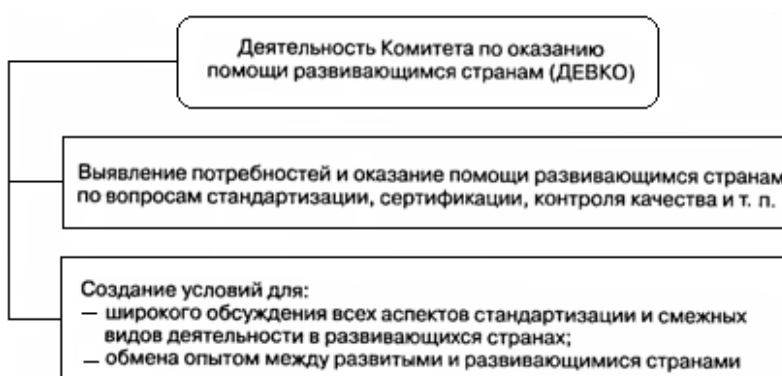 Деятельность Комитета по оказанию
помощи развивающимся странам (ДЕВКО)
Выявление потребностей и оказание помощи развивающимся странам
по вопросам стандартизации, сертификации, контроля качества и т. п.
Создание условий для:
— широкого обсуждения всех аспектов стандартизации и смежных
видов деятельности в развивающихся странах;
— обмена опытом между развитыми и развивающимися странами